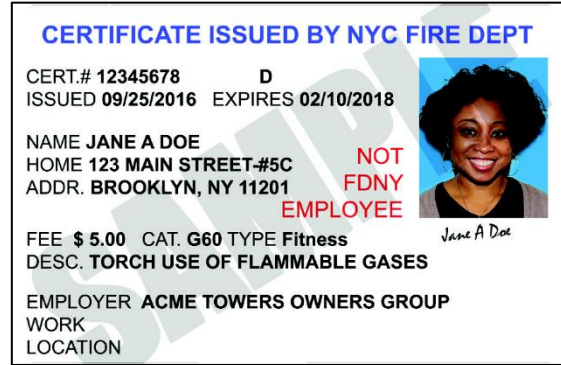 CERTIFICATE ISSUED BY NYC FIRE DEPT
CERT.# 12345678 D
ISSUED 09/25/2016 EXPIRES 02/10/2018
NAME JANE A DOE
HOME 123 MAIN STREET-#5C
ADDR. BROOKLYN, NY 11201
NOT
FDNY
EMPLOYEE
Jane A Doe
FEE $ 5.00 CAT. G60 TYPE Fitness
DESC. TORCH USE OF FLAMMABLE GASES
EMPLOYER ACME TOWERS OWNERS GROUP
WORK
LOCATION
SAMPLE